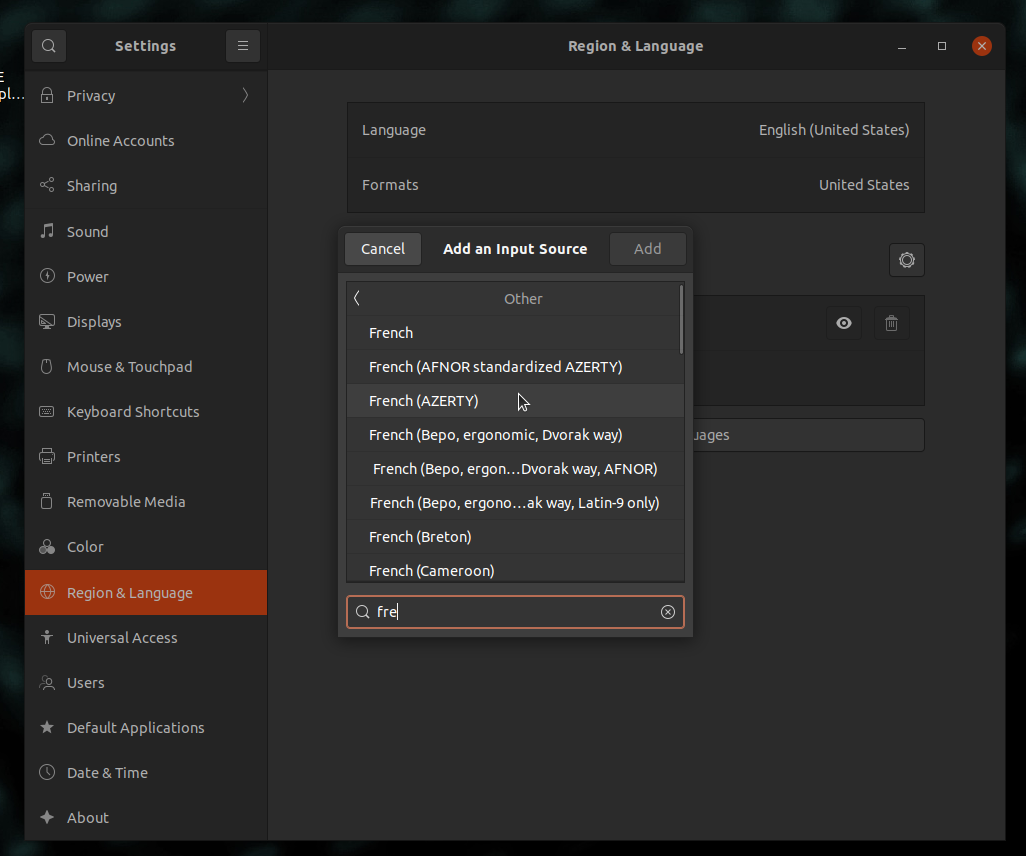 Settings
Region & Language
E
pl...
Privacy
Online Accounts
Sharing
Sound
Power
Displays
Mouse & Touchpad
Keyboard Shortcuts
Printers
Removable Media
Color
Region & Language
Universal Access
Users
Default Applications
Date & Time
About
Language English (United States)
Formats United States
Cancel Add an Input Source Add
Other
French
French (AFNOR standardized AZERTY)
French (AZERTY)
French (Bepo, ergonomic, Dvorak way)
French (Bepo, ergon...Dvorak way, AFNOR)
French (Bepo, ergono...ak way, Latin-9 only)
French (Breton)
French (Cameroon)
fre
uages